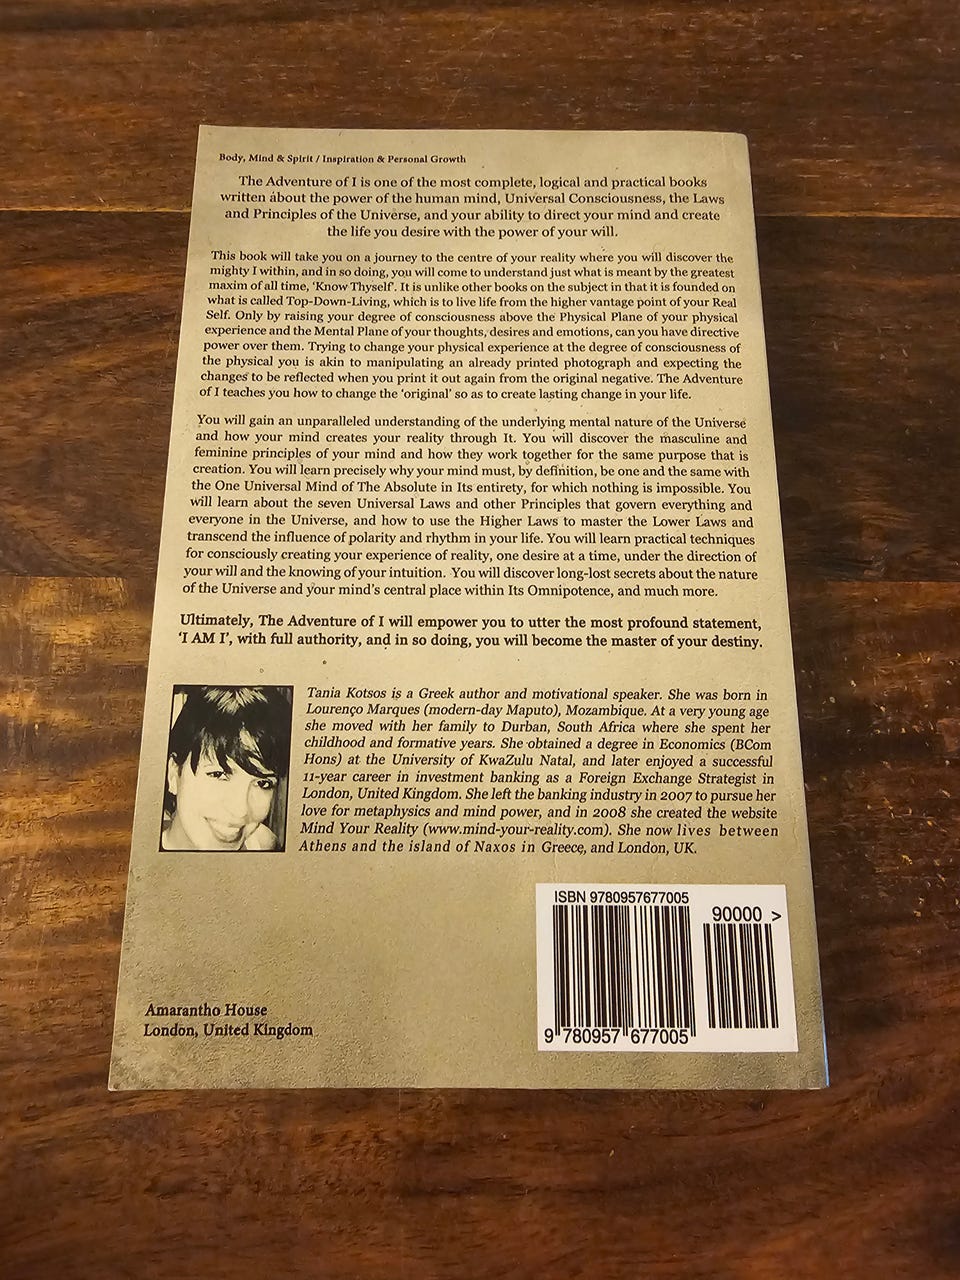 Body, Mind & Spirit / Inspiration & Personal Growth
The Adventure of I is one of the most complete, logical and practical books
written about the power of the human mind, Universal Consciousness, the Laws
and Principles of the Universe, and your ability to direct your mind and create
the life you desire with the power of your will.
This book will take you on a journey to the centre of your reality where you will discover the
mighty I within, and in so doing, you will come to understand just what is meant by the greatest
maxim of all time, 'Know Thyself'. It is unlike other books on the subject in that it is founded on
what is called Top-Down-Living, which is to live life from the higher vantage point of your Real
Self. Only by raising your degree of consciousness above the Physical Plane of your physical
experience and the Mental Plane of your thoughts, desires and emotions, can you have directive
power over them. Trying to change your physical experience at the degree of consciousness of
the physical you is akin to manipulating an already printed photograph and expecting the
changes to be reflected when you print it out again from the original negative. The Adventure
of I teaches you how to change the 'original' so as to create lasting change in your life.
You will gain an unparalleled understanding of the underlying mental nature of the Universe
and how your mind creates your reality through It. You will discover the masculine and
feminine principles of your mind and how they work together for the same purpose that is
creation. You will learn precisely why your mind must, by definition, be one and the same with
the One Universal Mind of The Absolute in Its entirety, for which nothing is impossible. You
will learn about the seven Universal Laws and other Principles that govern everything and
everyone in the Universe, and how to use the Higher Laws to master the Lower Laws and
transcend the influence of polarity and rhythm in your life. You will learn practical techniques
for consciously creating your experience of reality, one desire at a time, under the direction of
your will and the knowing of your intuition. You will discover long-lost secrets about the nature
of the Universe and your mind's central place within Its Omnipotence, and much more.
Ultimately, The Adventure of I will empower you to utter the most profound statement,
'I AM I', with full authority, and in so doing, you will become the master of your destiny.
Tania Kotsos is a Greek author and motivational speaker. She was born in
Lourenço Marques (modern-day Maputo), Mozambique. At a very young age
she moved with her family to Durban, South Africa where she spent her
childhood and formative years. She obtained a degree in Economics (BCom
Hons) at the University of KwaZulu Natal, and later enjoyed a successful
11-year career in investment banking as a Foreign Exchange Strategist in
London, United Kingdom. She left the banking industry in 2007 to pursue her
love for metaphysics and mind power, and in 2008 she created the website
Mind Your Reality (www.mind-your-reality.com). She now lives between
Athens and the island of Naxos in Greece, and London, UK.
ISBN 9780957677005
90000 >
9 780957 677005
Amarantho House
London, United Kingdom